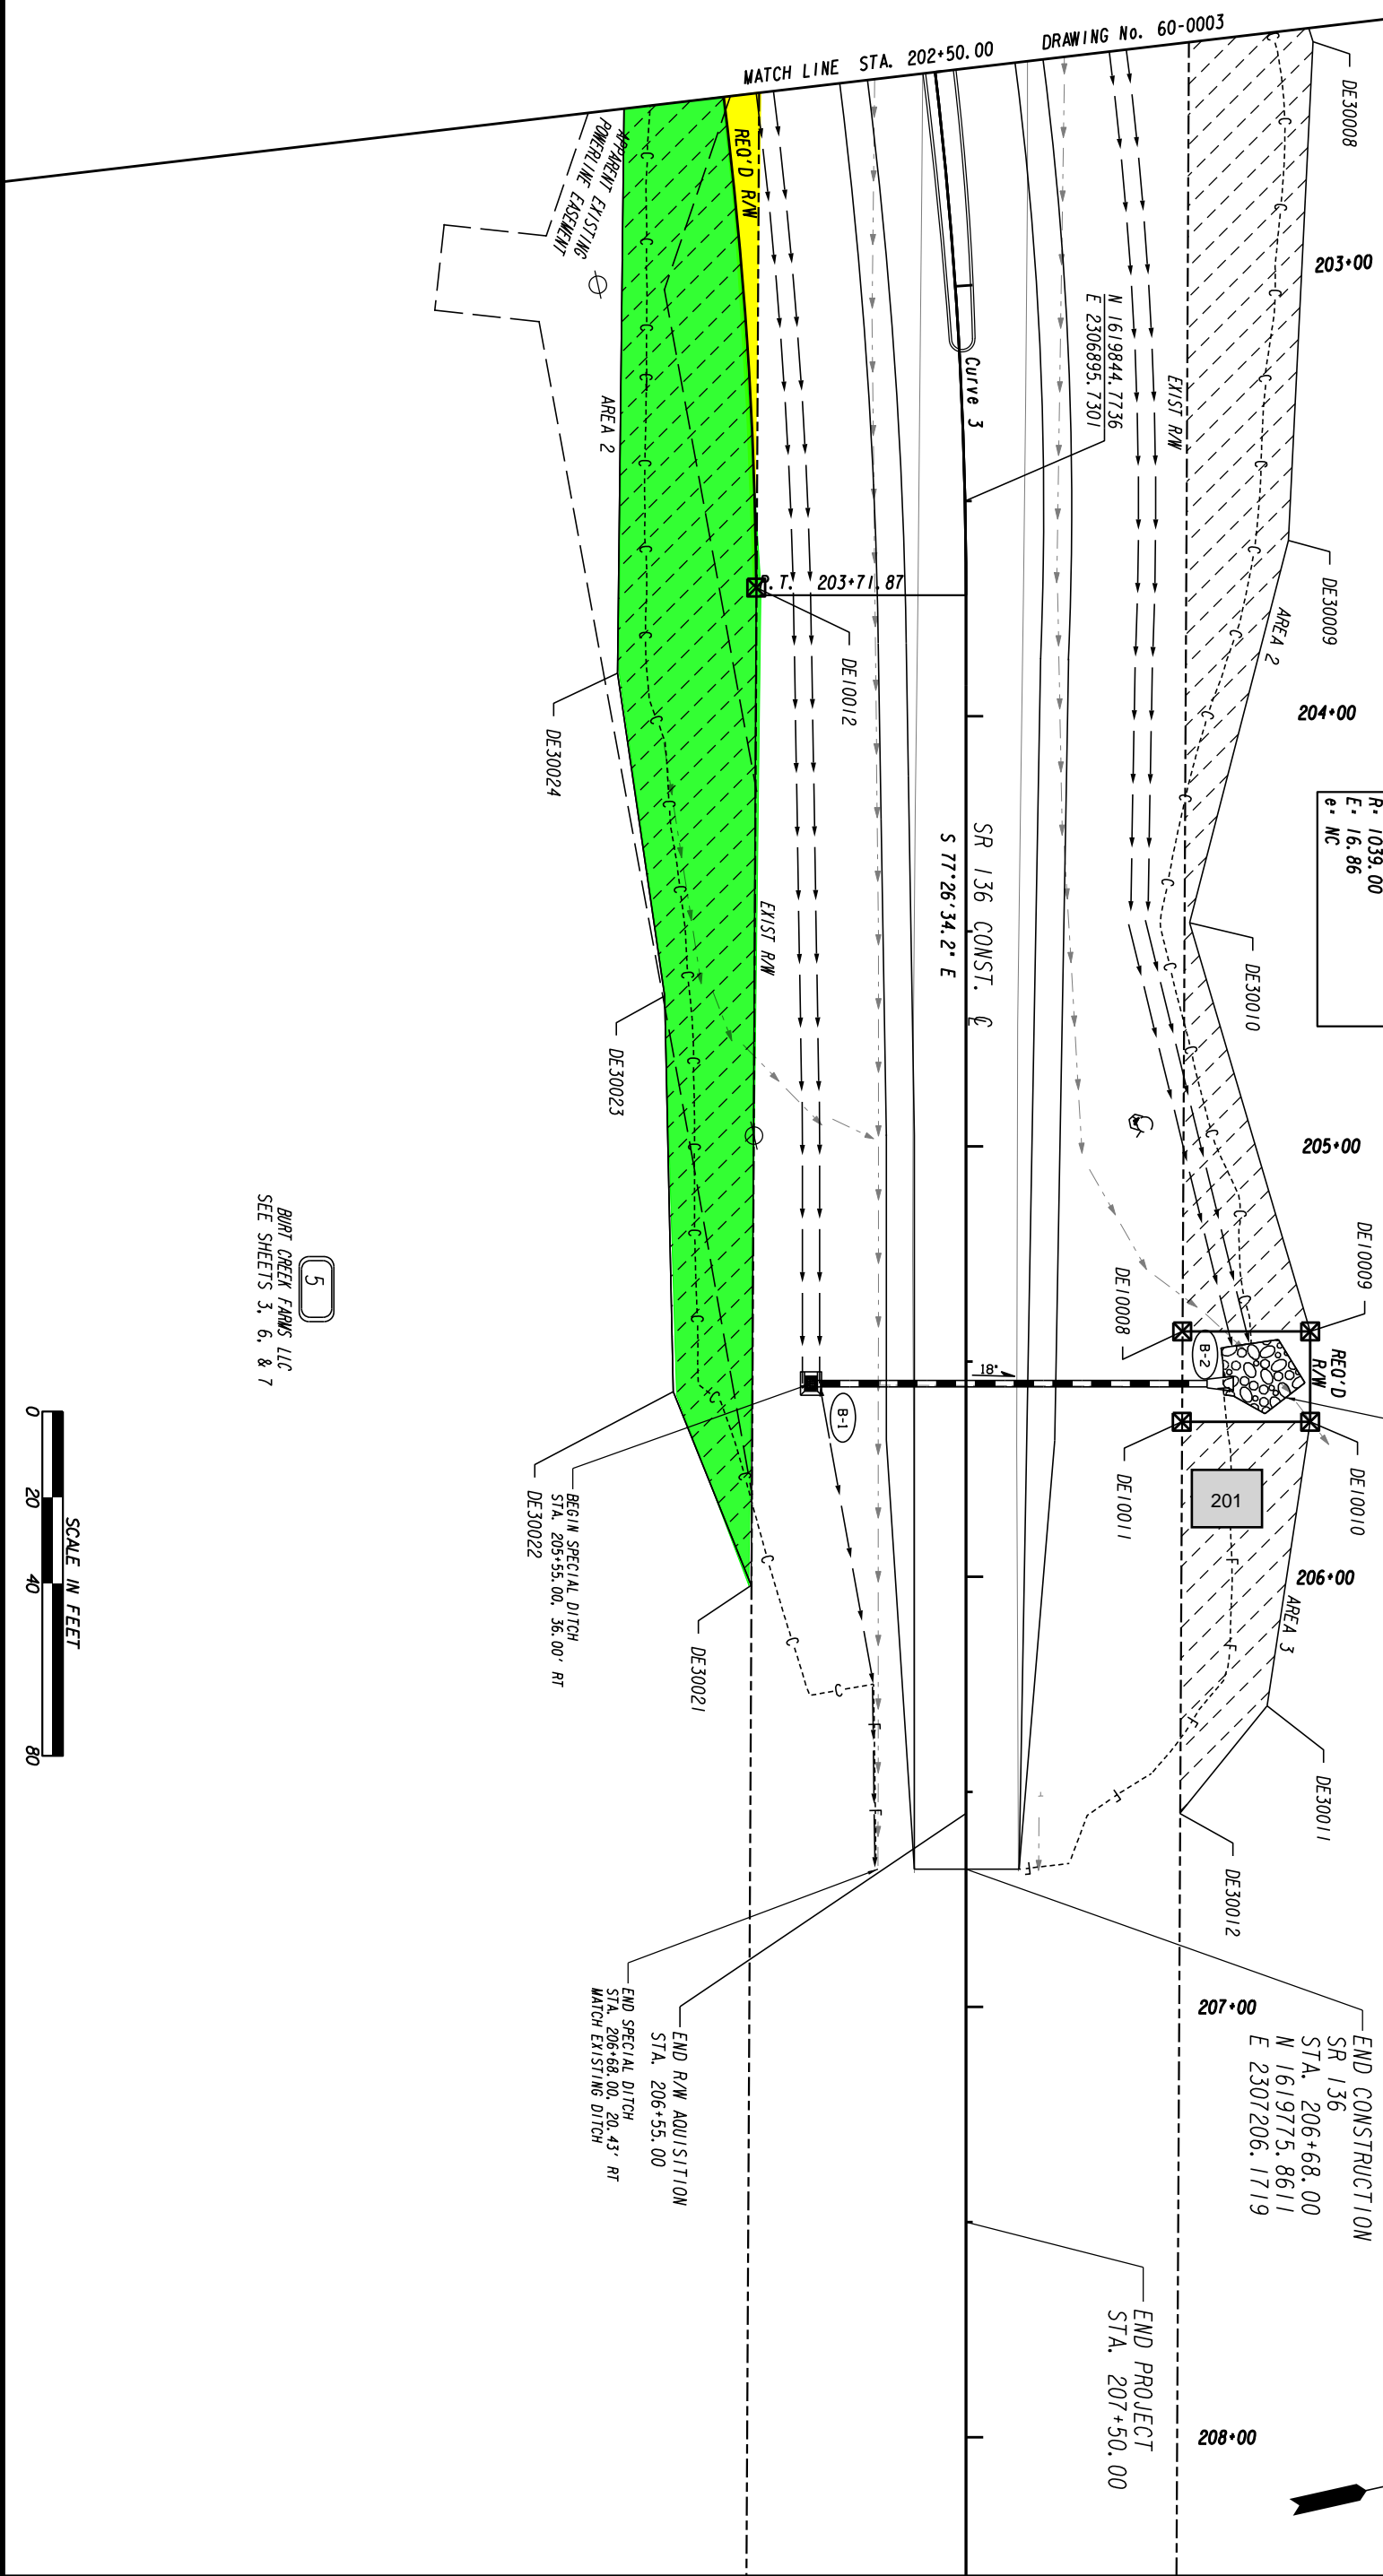 MATCH LINE STA. 202+50.00 DRAWING No. 60-0003
DE30008
203+00
REQ'D R/W
APPARENT EXISTING
POWERLINE EASEMENT
N 1619844.7736
E 2306895.7301
EXIST R/W
Curve 3
AREA 2
P.T. 203+71.87
DE10012
DE30009
AREA 2
204+00
DE30024
R= 1039.00
E= 16.86
e= NC
SR 136 CONST. ℄
S 77°26'34.2" E
EXIST R/W
DE30010
DE30023
205+00
DE10009
DE10008
REQ'D
R/W
B-2
18"
B-1
DE10010
DE10011
201
5
BURT CREEK FARMS LLC
SEE SHEETS 3, 6, & 7
BEGIN SPECIAL DITCH
STA. 205+55.00, 36.00' RT
DE30022
206+00
AREA 3
DE30021
DE30011
DE30012
0 20 40 80
SCALE IN FEET
END SPECIAL DITCH
STA. 206+68.00, 20.43' RT
MATCH EXISTING DITCH
END R/W AQUISITION
STA. 206+55.00
207+00
END CONSTRUCTION
SR 136
STA. 206+68.00
N 1619775.8611
E 2307206.1719
END PROJECT
STA. 207+50.00
208+00
C C C C C C C C C C C C C C C C C C C C
C C C C C C C C C C C C C C
F F F F F F